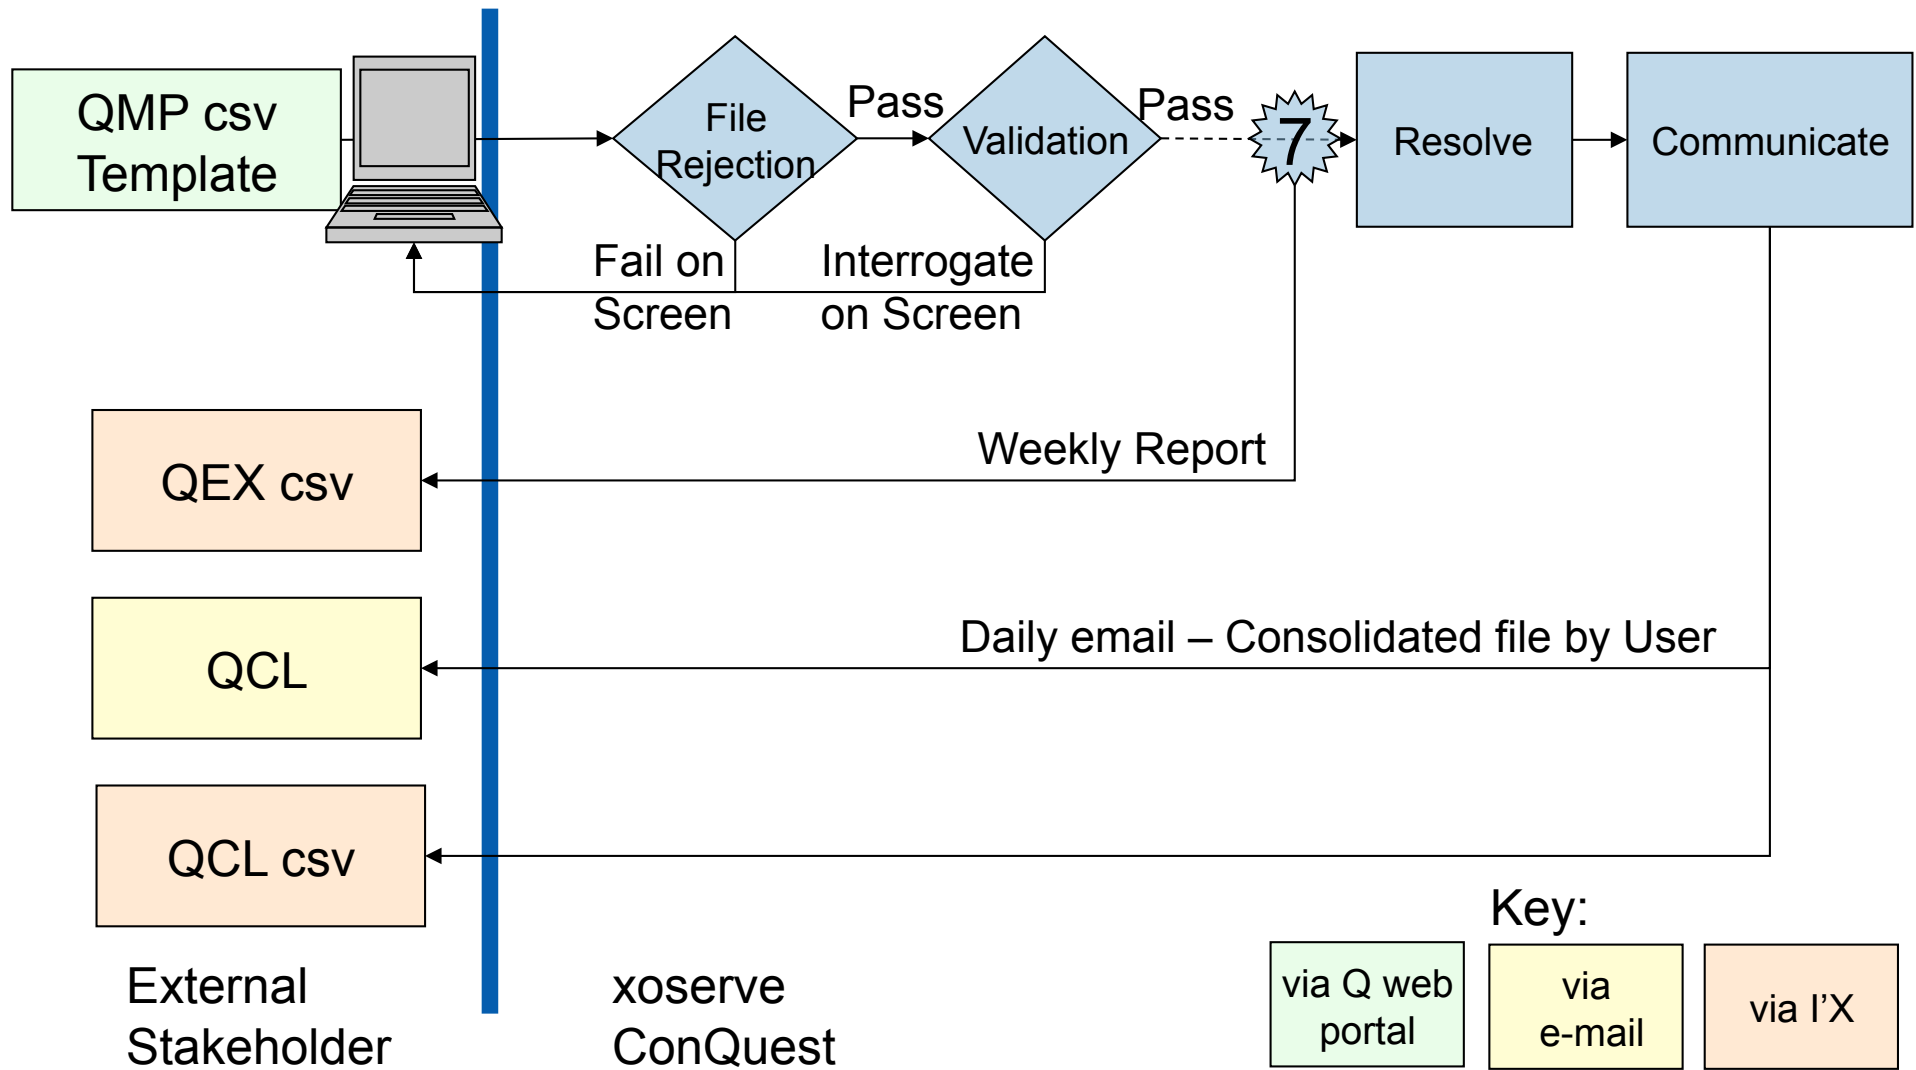 QMP csv
Template
File
Rejection
Pass
Validation
Pass
7
Resolve
Communicate
Fail on
Screen
Interrogate
on Screen
Weekly Report
QEX csv
Daily email – Consolidated file by User
QCL
QCL csv
Key:
External
Stakeholder
xoserve
ConQuest
via Q web
portal
via
e-mail
via I’X